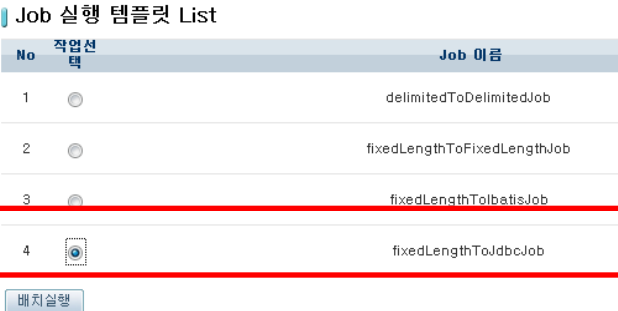 Job 실행 템플릿 List
No 작업선택 Job 이름
1 delimitedToDelimitedJob
2 fixedLengthToFixedLengthJob
3 fixedLengthToIbatisJob
4 fixedLengthToJdbcJob
배치실행